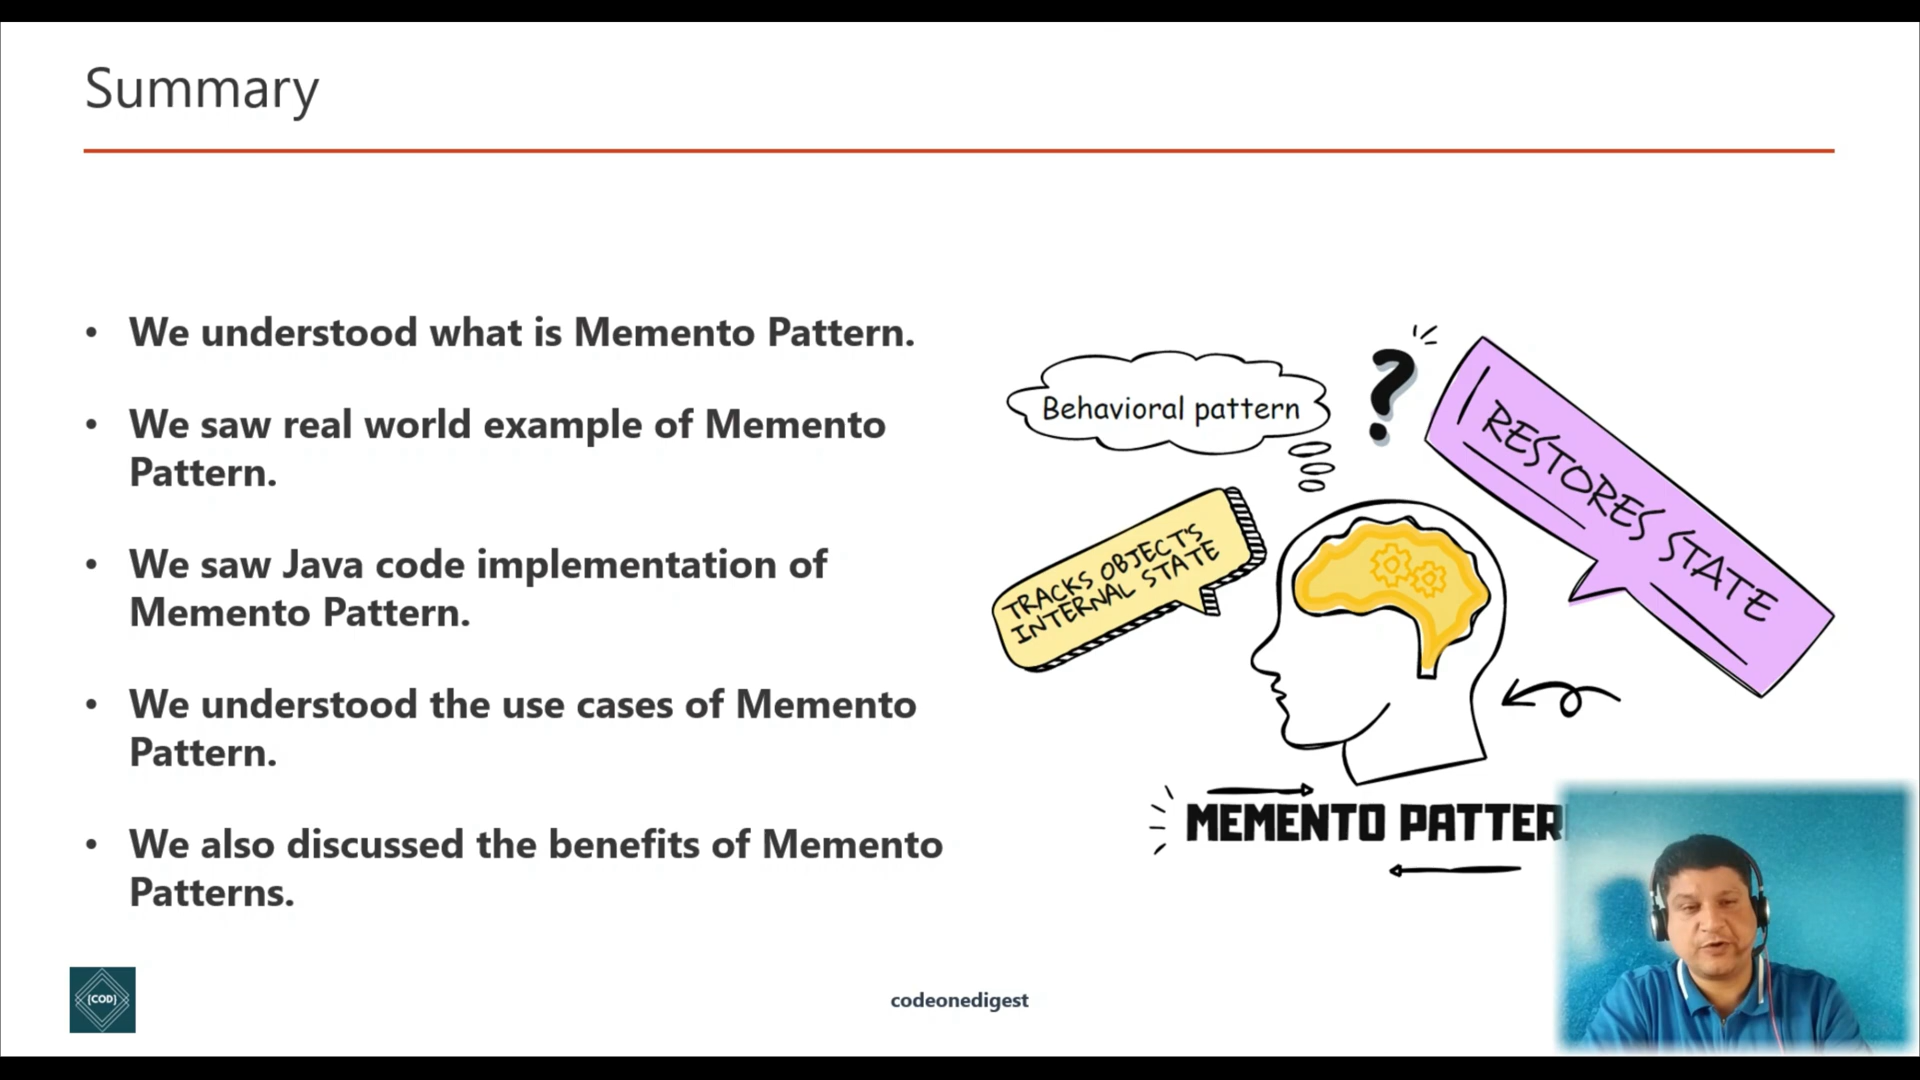 Summary
• We understood what is Memento Pattern.
• We saw real world example of Memento
Pattern.
• We saw Java code implementation of
Memento Pattern.
• We understood the use cases of Memento
Pattern.
• We also discussed the benefits of Memento
Patterns.
Behavioral pattern
?
RESTORES STATE
TRACKS OBJECT'S
INTERNAL STATE
MEMENTO PATTER
{COD}
codeonedigest